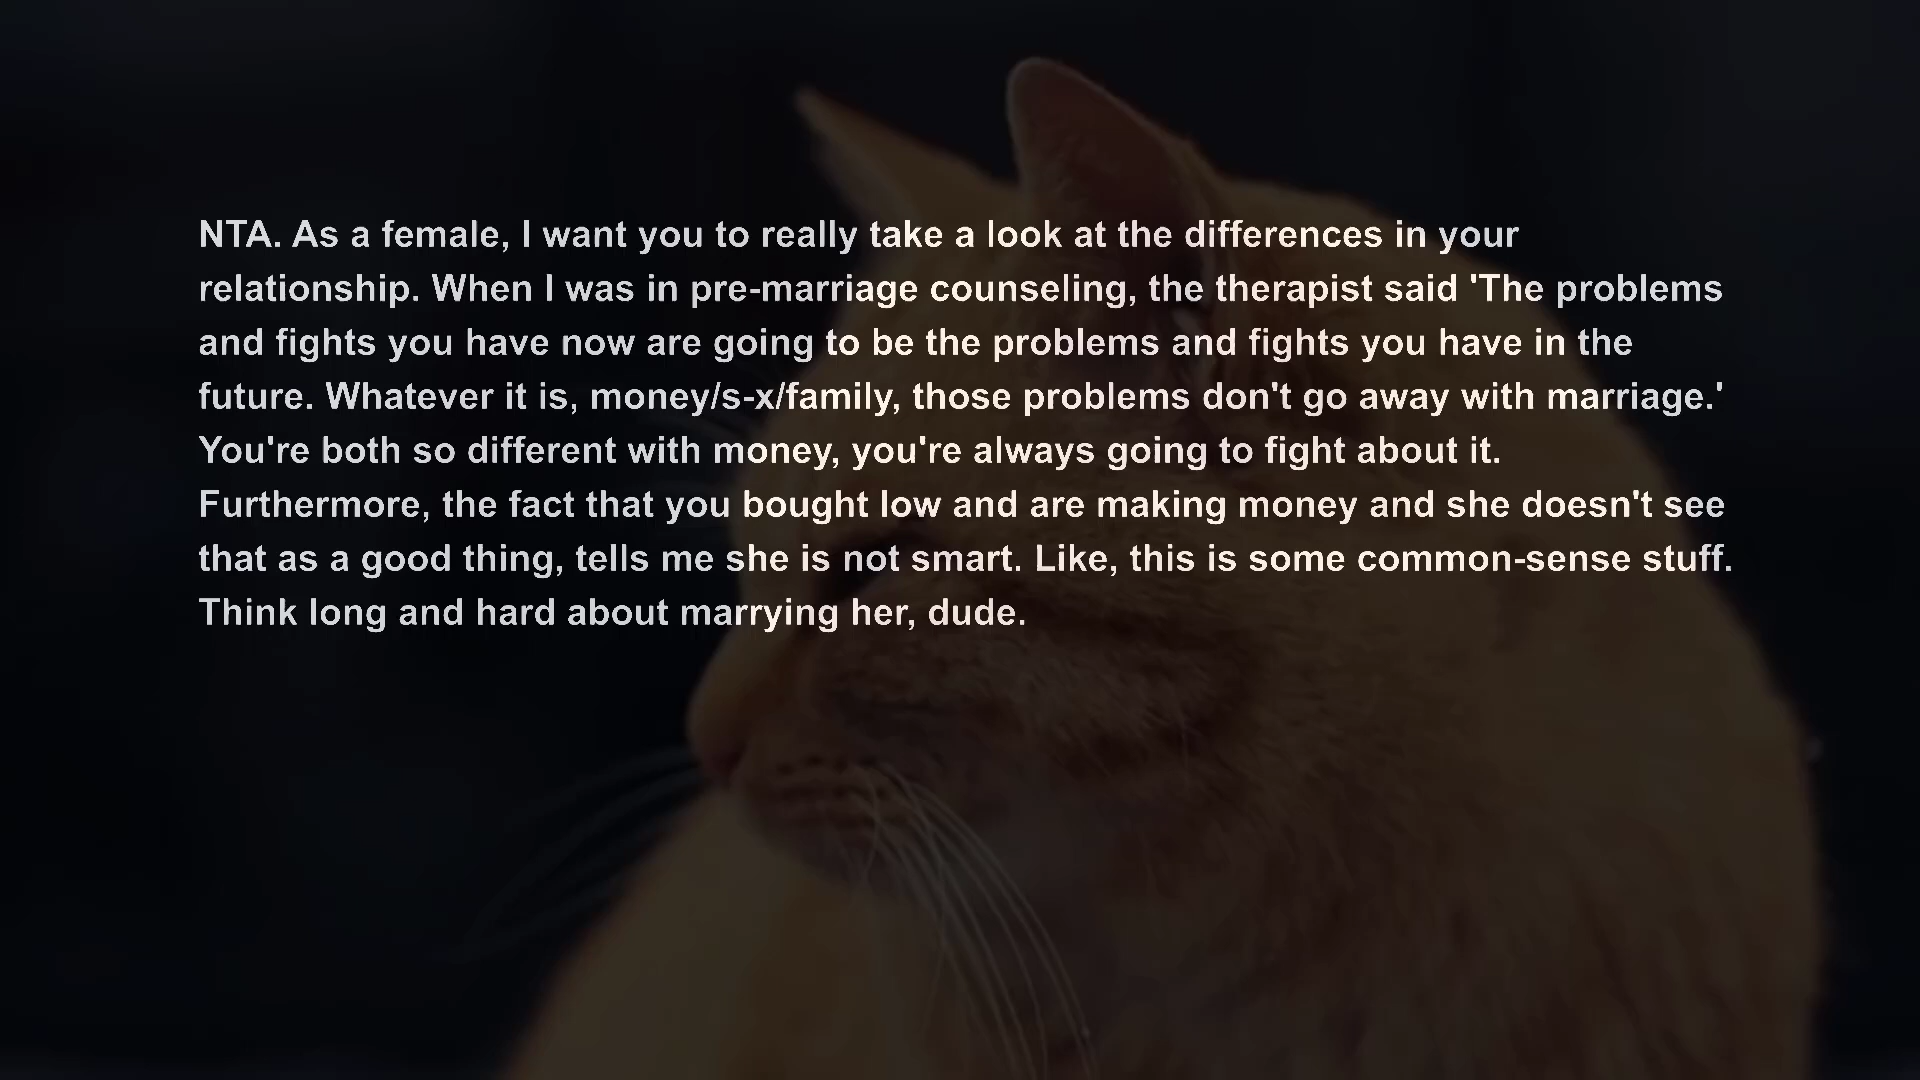 NTA. As a female, I want you to really take a look at the differences in your
relationship. When I was in pre-marriage counseling, the therapist said 'The problems
and fights you have now are going to be the problems and fights you have in the
future. Whatever it is, money/s-x/family, those problems don't go away with marriage.'
You're both so different with money, you're always going to fight about it.
Furthermore, the fact that you bought low and are making money and she doesn't see
that as a good thing, tells me she is not smart. Like, this is some common-sense stuff.
Think long and hard about marrying her, dude.